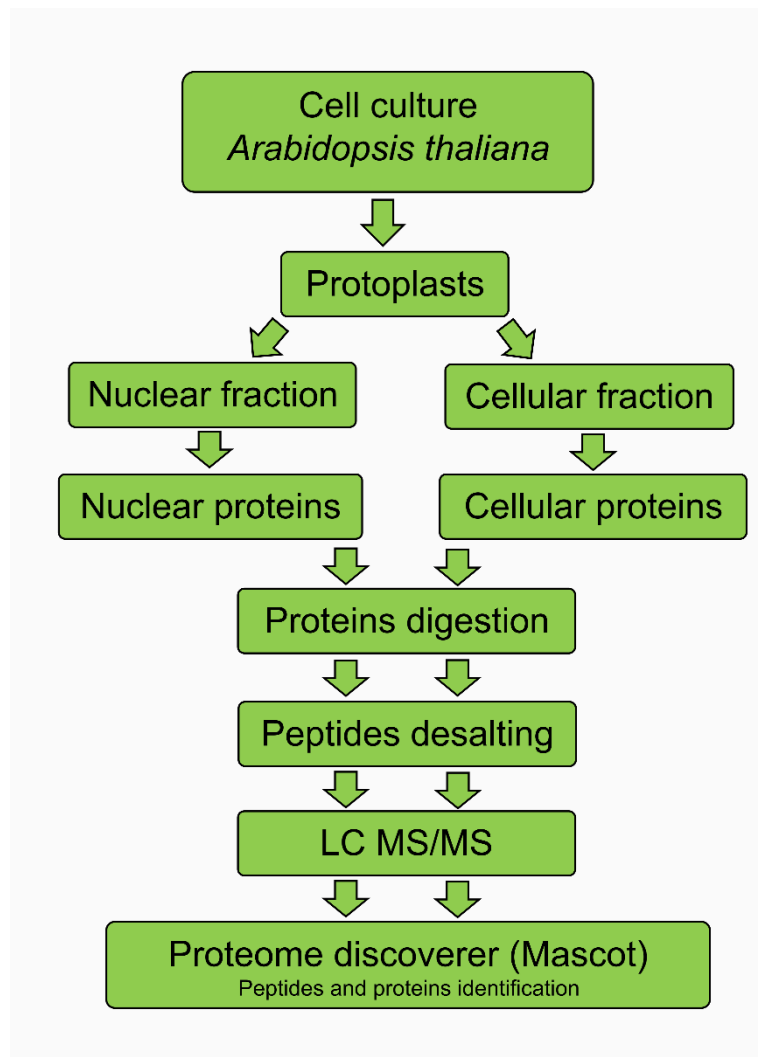 Cell culture
Arabidopsis thaliana
Protoplasts
Nuclear fraction
Cellular fraction
Nuclear proteins
Cellular proteins
Proteins digestion
Peptides desalting
LC MS/MS
Proteome discoverer (Mascot)
Peptides and proteins identification